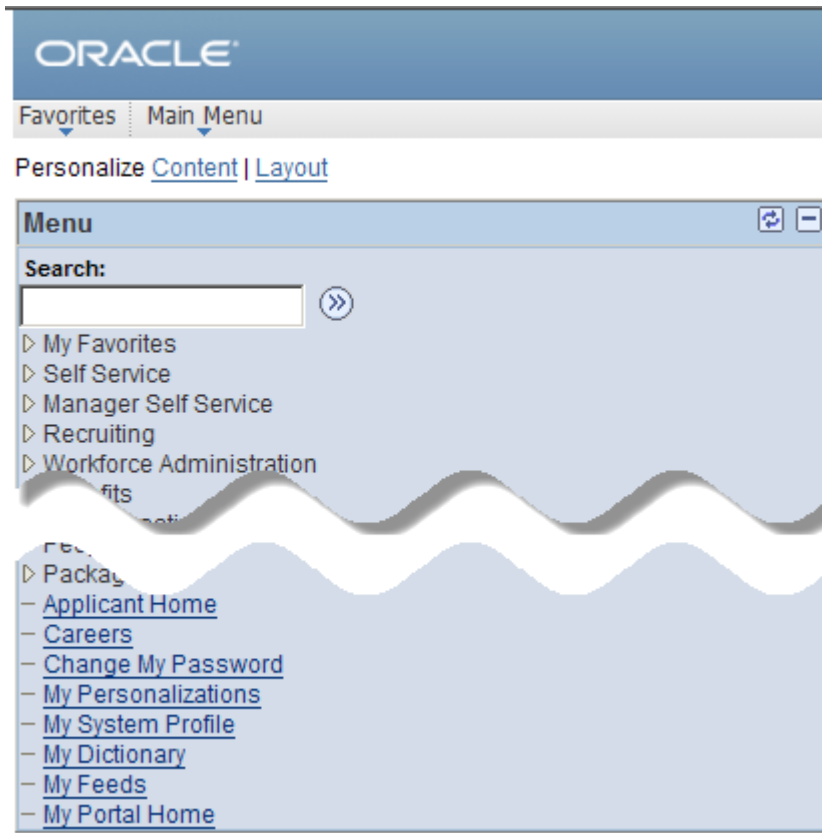 ORACLE
Favorites Main Menu
Personalize Content | Layout
Menu
Search:
My Favorites
Self Service
Manager Self Service
Recruiting
Workforce Administration
Applicant Home
Careers
Change My Password
My Personalizations
My System Profile
My Dictionary
My Feeds
My Portal Home